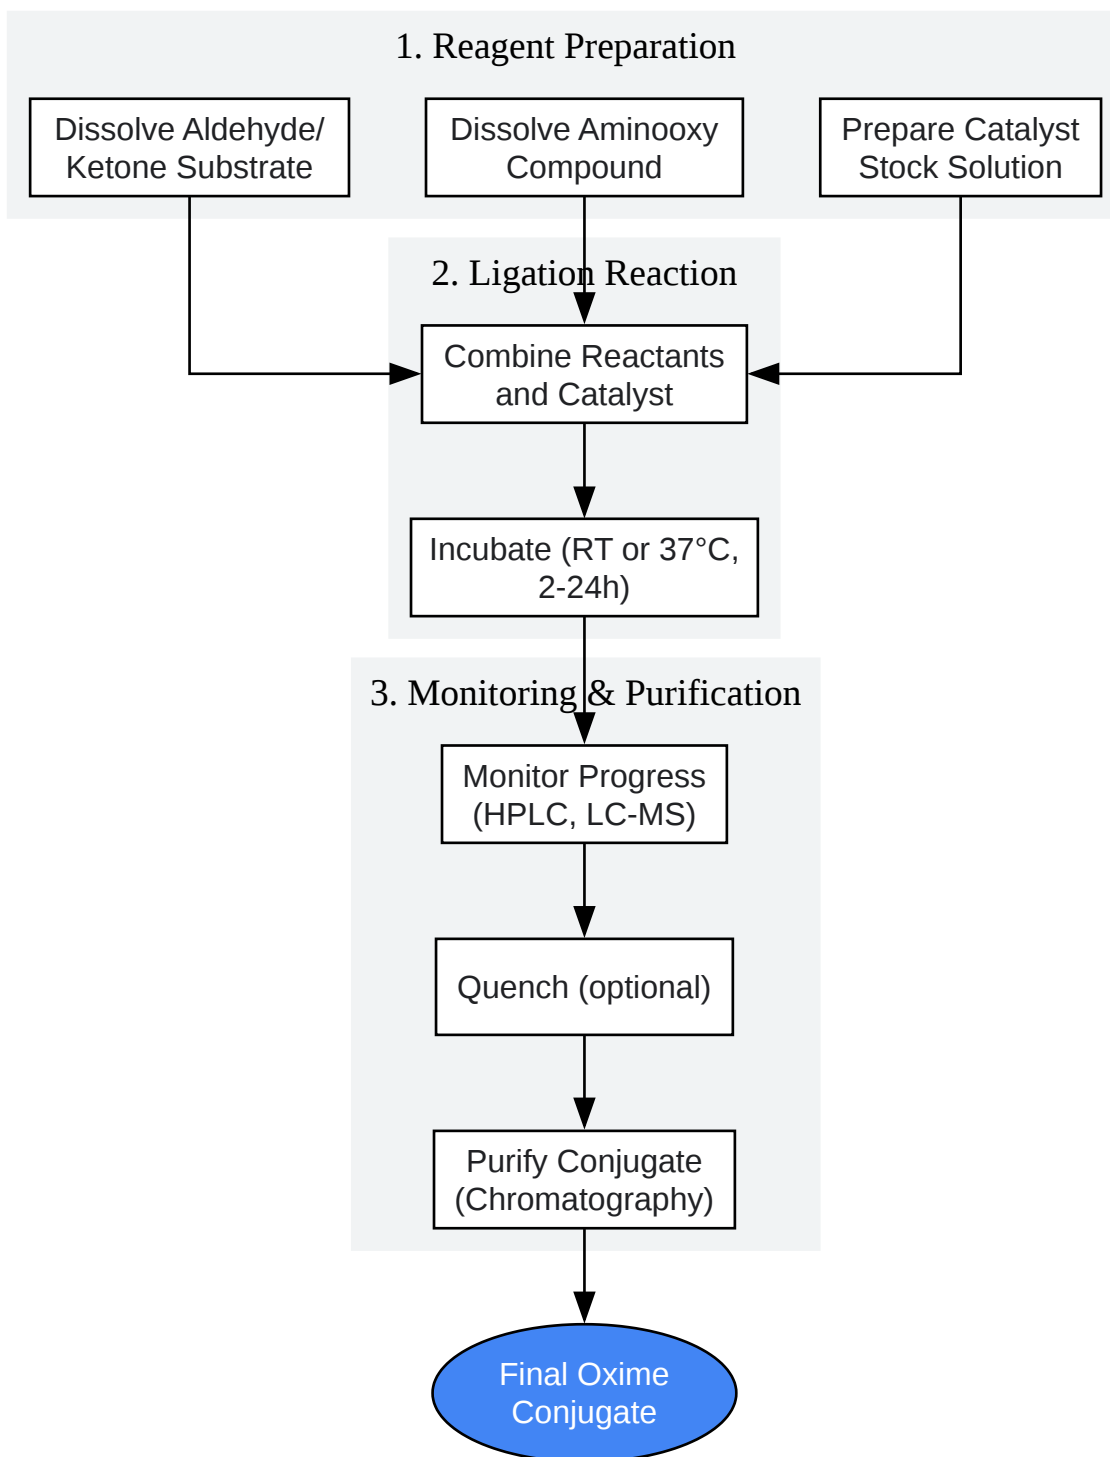 1. Reagent Preparation
Dissolve Aldehyde/
Ketone Substrate
Dissolve Aminooxy
Compound
Prepare Catalyst
Stock Solution
2. Ligation Reaction
Combine Reactants
and Catalyst
Incubate (RT or 37°C,
2-24h)
3. Monitoring & Purification
Monitor Progress
(HPLC, LC-MS)
Quench (optional)
Purify Conjugate
(Chromatography)
Final Oxime
Conjugate